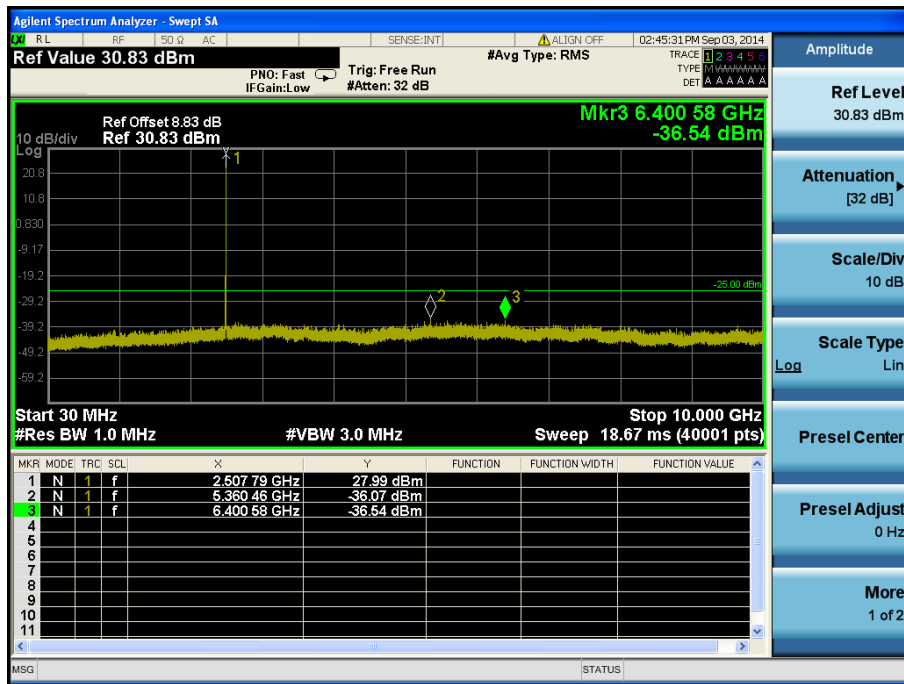 Agilent Spectrum Analyzer - Swept SA
LXI RL RF 50 Ω AC SENSE:INT ALIGN OFF 02:45:31 PM Sep 03, 2014
Ref Value 30.83 dBm
#Avg Type: RMS
TRACE 1 2 3 4 5 6
PNO: Fast Trig: Free Run
TYPE M WWWWW
IFGain:Low #Atten: 32 dB
DET A A A A A A
Mkr3 6.400 58 GHz
-36.54 dBm
Ref Offset 8.83 dB
10 dB/div Ref 30.83 dBm
Log
1
20.8
10.8
0.830
-9.17
-19.2
-25.00 dBm
-29.2
2
3
-39.2
-49.2
-59.2
Start 30 MHz Stop 10.000 GHz
#Res BW 1.0 MHz #VBW 3.0 MHz Sweep 18.67 ms (40001 pts)
MKR MODE TRC SCL X Y FUNCTION FUNCTION WIDTH FUNCTION VALUE
1 N 1 f 2.507 79 GHz 27.99 dBm
2 N 1 f 5.360 46 GHz -36.07 dBm
3 N 1 f 6.400 58 GHz -36.54 dBm
4
5
6
7
8
9
10
11
MSG STATUS
Amplitude
Ref Level
30.83 dBm
Attenuation
[32 dB]
Scale/Div
10 dB
Scale Type
Log Lin
Presel Center
Presel Adjust
0 Hz
More
1 of 2